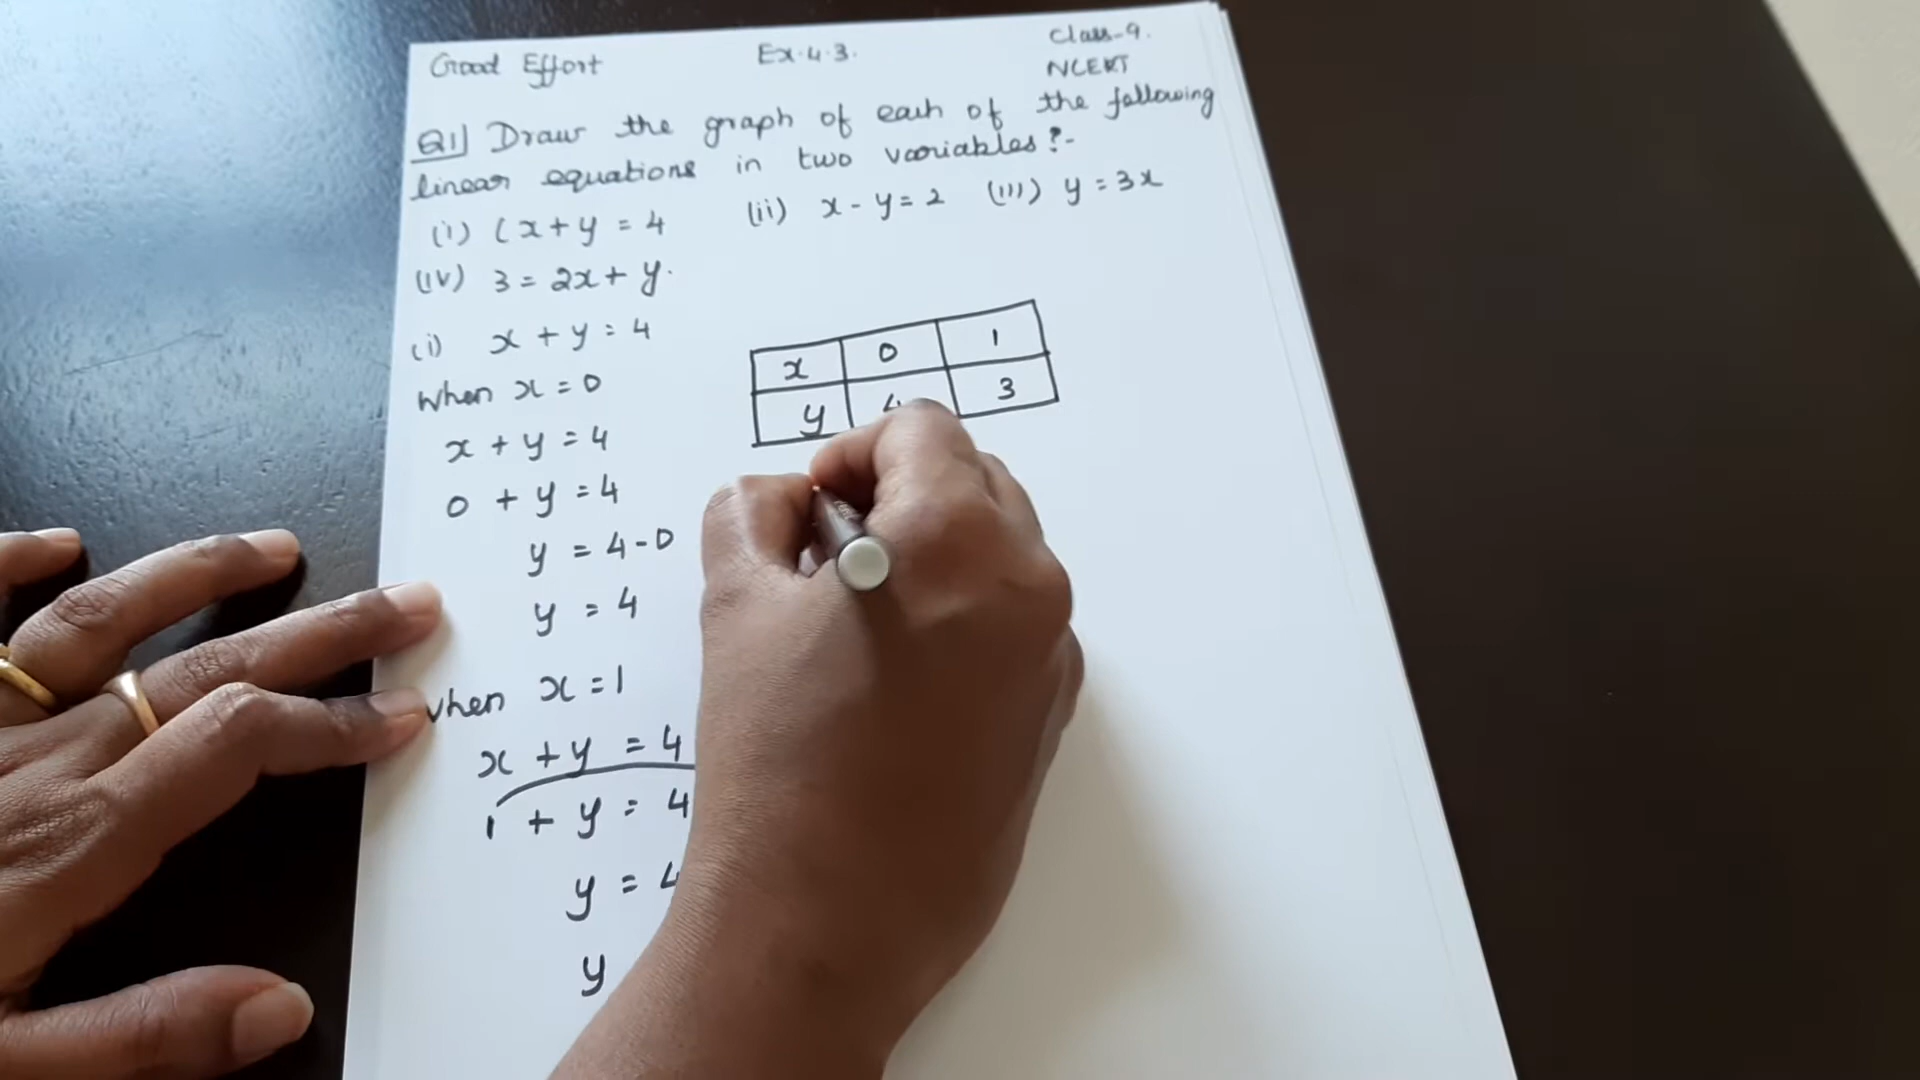 Good Effort Ex.4.3. Class-9.
NCERT
Q1) Draw the graph of each of the following
linear equations in two variables?-
(i) (x+y = 4 (ii) x-y=2 (iii) y=3x
(iv) 3=2x+y.
(i) x+y=4
When x=0
x+y=4
0+y=4
y=4-0
y=4
when x=1
x+y=4
1+y=4
y=4
y
x 0 1
y 4 3